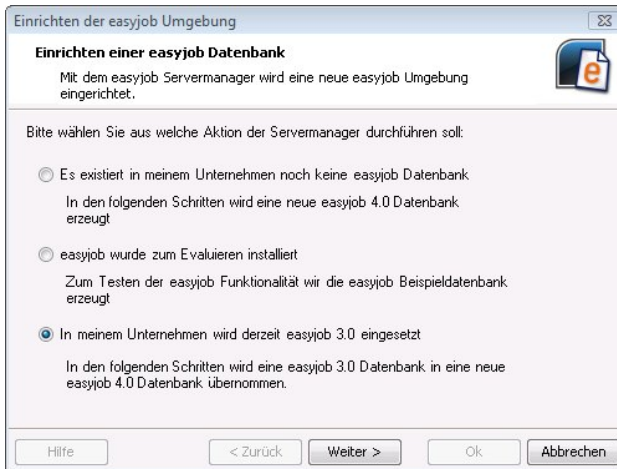 Einrichten der easyjob Umgebung
Einrichten einer easyjob Datenbank
Mit dem easyjob Servermanager wird eine neue easyjob Umgebung
eingerichtet.
e
Bitte wählen Sie aus welche Aktion der Servermanager durchführen soll:
Es existiert in meinem Unternehmen noch keine easyjob Datenbank
In den folgenden Schritten wird eine neue easyjob 4.0 Datenbank
erzeugt
easyjob wurde zum Evaluieren installiert
Zum Testen der easyjob Funktionalität wir die easyjob Beispieldatenbank
erzeugt
In meinem Unternehmen wird derzeit easyjob 3.0 eingesetzt
In den folgenden Schritten wird eine easyjob 3.0 Datenbank in eine neue
easyjob 4.0 Datenbank übernommen.
Hilfe < Zurück Weiter > Ok Abbrechen